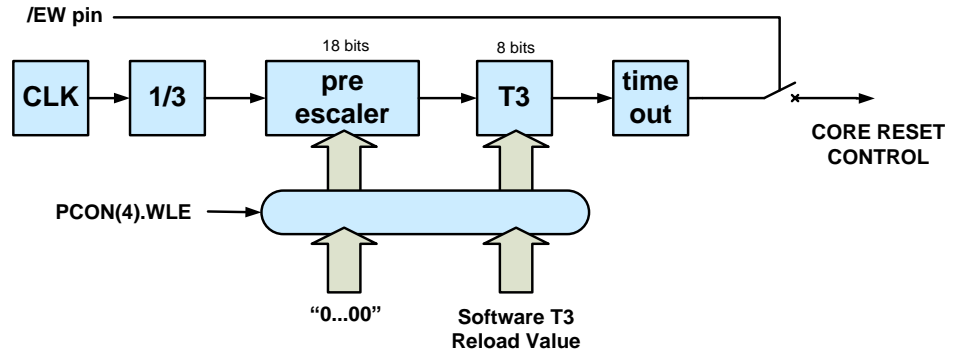 /EW pin
18 bits
8 bits
CLK
1/3
pre
escaler
T3
time
out
CORE RESET
CONTROL
PCON(4).WLE
“0...00”
Software T3
Reload Value